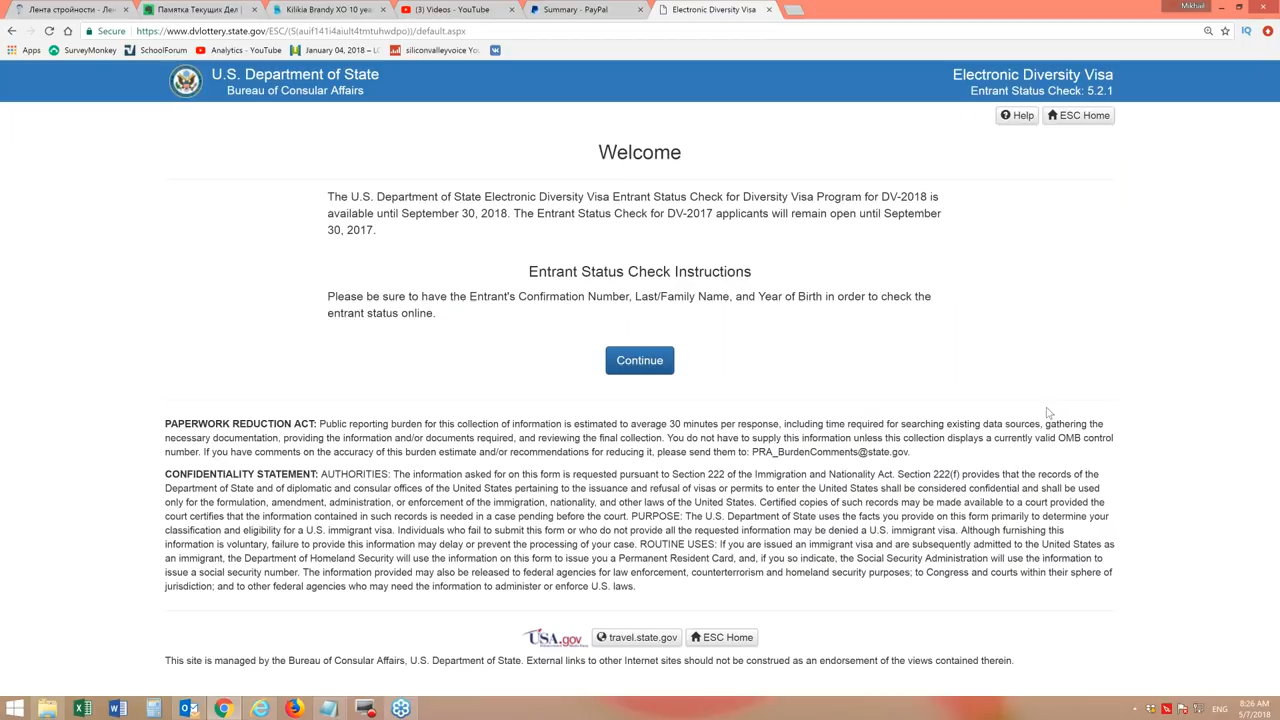 Лента стройности - Лен
Памятка Текущих Дел |
Kilikia Brandy XO 10 yea
(3) Videos - YouTube
Summary - PayPal
Electronic Diversity Visa
Mikhail
Secure
https://www.dvlottery.state.gov/ESC/(S(auif141i4aiult4tmtuhwdpo))/default.aspx
Apps
SurveyMonkey
SchoolForum
Analytics - YouTube
January 04, 2018 – LO
siliconvalleyvoice You
U.S. Department of State
Bureau of Consular Affairs
Electronic Diversity Visa
Entrant Status Check: 5.2.1
Help
ESC Home
Welcome
The U.S. Department of State Electronic Diversity Visa Entrant Status Check for Diversity Visa Program for DV-2018 is
available until September 30, 2018. The Entrant Status Check for DV-2017 applicants will remain open until September
30, 2017.
Entrant Status Check Instructions
Please be sure to have the Entrant's Confirmation Number, Last/Family Name, and Year of Birth in order to check the
entrant status online.
Continue
PAPERWORK REDUCTION ACT: Public reporting burden for this collection of information is estimated to average 30 minutes per response, including time required for searching existing data sources, gathering the
necessary documentation, providing the information and/or documents required, and reviewing the final collection. You do not have to supply this information unless this collection displays a currently valid OMB control
number. If you have comments on the accuracy of this burden estimate and/or recommendations for reducing it, please send them to: PRA_BurdenComments@state.gov.
CONFIDENTIALITY STATEMENT: AUTHORITIES: The information asked for on this form is requested pursuant to Section 222 of the Immigration and Nationality Act. Section 222(f) provides that the records of the
Department of State and of diplomatic and consular offices of the United States pertaining to the issuance and refusal of visas or permits to enter the United States shall be considered confidential and shall be
used only for the formulation, amendment, administration, or enforcement of the immigration, nationality, and other laws of the United States. Certified copies of such records may be made available to a court provided the
court certifies that the information contained in such records is needed in a case pending before the court. PURPOSE: The U.S. Department of State uses the facts you provide on this form primarily to determine your
classification and eligibility for a U.S. immigrant visa. Individuals who fail to submit this form or who do not provide all the requested information may be denied a U.S. immigrant visa. Although furnishing this
information is voluntary, failure to provide this information may delay or prevent the processing of your case. ROUTINE USES: If you are issued an immigrant visa and are subsequently admitted to the United States as
an immigrant, the Department of Homeland Security will use the information on this form to issue you a Permanent Resident Card, and, if you so indicate, the Social Security Administration will use the information to
issue a social security number. The information provided may also be released to federal agencies for law enforcement, counterterrorism and homeland security purposes; to Congress and courts within their sphere of
jurisdiction; and to other federal agencies who may need the information to administer or enforce U.S. laws.
USA.gov
travel.state.gov
ESC Home
This site is managed by the Bureau of Consular Affairs, U.S. Department of State. External links to other Internet sites should not be construed as an endorsement of the views contained therein.
ENG
8:26 AM
5/7/2018